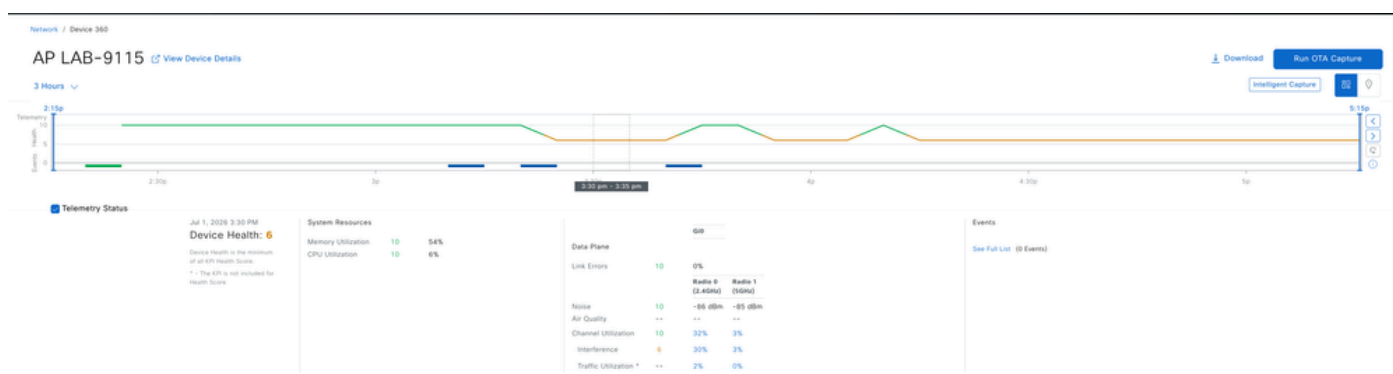 Network / Device 360
AP LAB-9115 View Device Details
Download
Run OTA Capture
3 Hours
Intelligent Capture
2:15p
5:15p
Telemetry
Health
Events
10
5
0
2:30p
3p
4p
4:30p
5p
3:30 pm - 3:35 pm
Telemetry Status
Jul 1, 2026 3:30 PM
Device Health: 6
Device Health is the minimum
of all KPI Health Score.
* - The KPI is not included for
Health Score
System Resources
Memory Utilization 10 54%
CPU Utilization 10 6%
Gi0
Data Plane
Link Errors 10 0%
Radio 0 Radio 1
(2.4GHz) (5GHz)
Noise 10 -86 dBm -85 dBm
Air Quality -- -- --
Channel Utilization 10 32% 3%
Interference 6 30% 3%
Traffic Utilization * -- 2% 0%
Events
See Full List (0 Events)